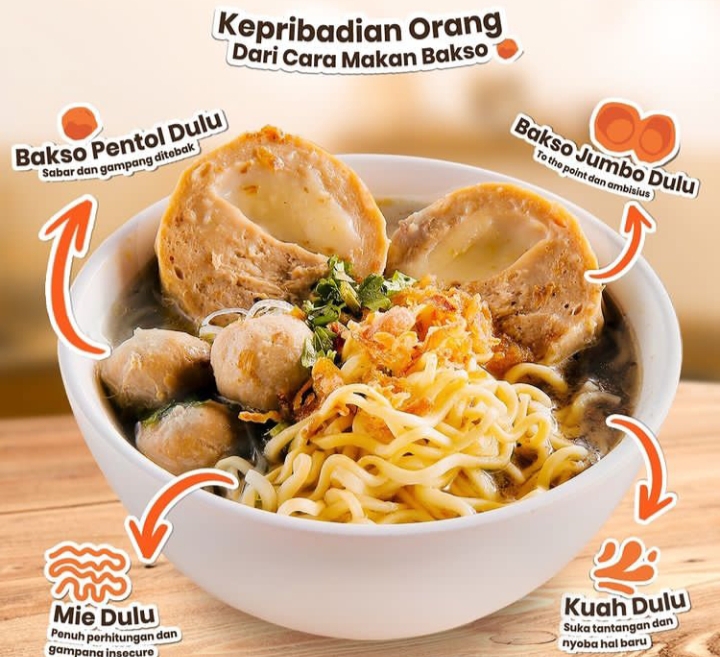 Kepribadian Orang
Dari Cara Makan Bakso
Bakso Pentol Dulu
Sabar dan gampang ditebak
Bakso Jumbo Dulu
To the point dan ambisius
Mie Dulu
Penuh perhitungan dan
gampang insecure
Kuah Dulu
Suka tantangan dan
nyoba hal baru